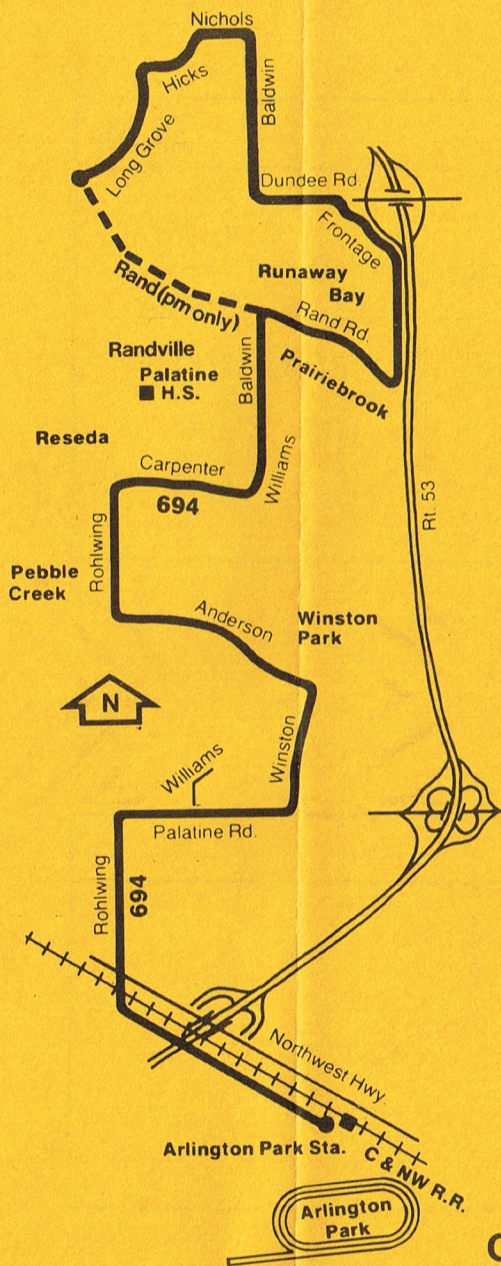 Nichols
Hicks
Baldwin
Long Grove
Dundee Rd.
Frontage
Runaway
Bay
Rand (pm only)
Rand Rd.
Randville
Palatine
H.S.
Baldwin
Prairiebrook
Reseda
Carpenter
Williams
694
Rt. 53
Rohlwing
Pebble
Creek
Anderson
Winston
Park
N
Winston
Williams
Palatine Rd.
Rohlwing
694
Northwest Hwy.
Arlington Park Sta.
C & NW R.R.
Arlington
Park